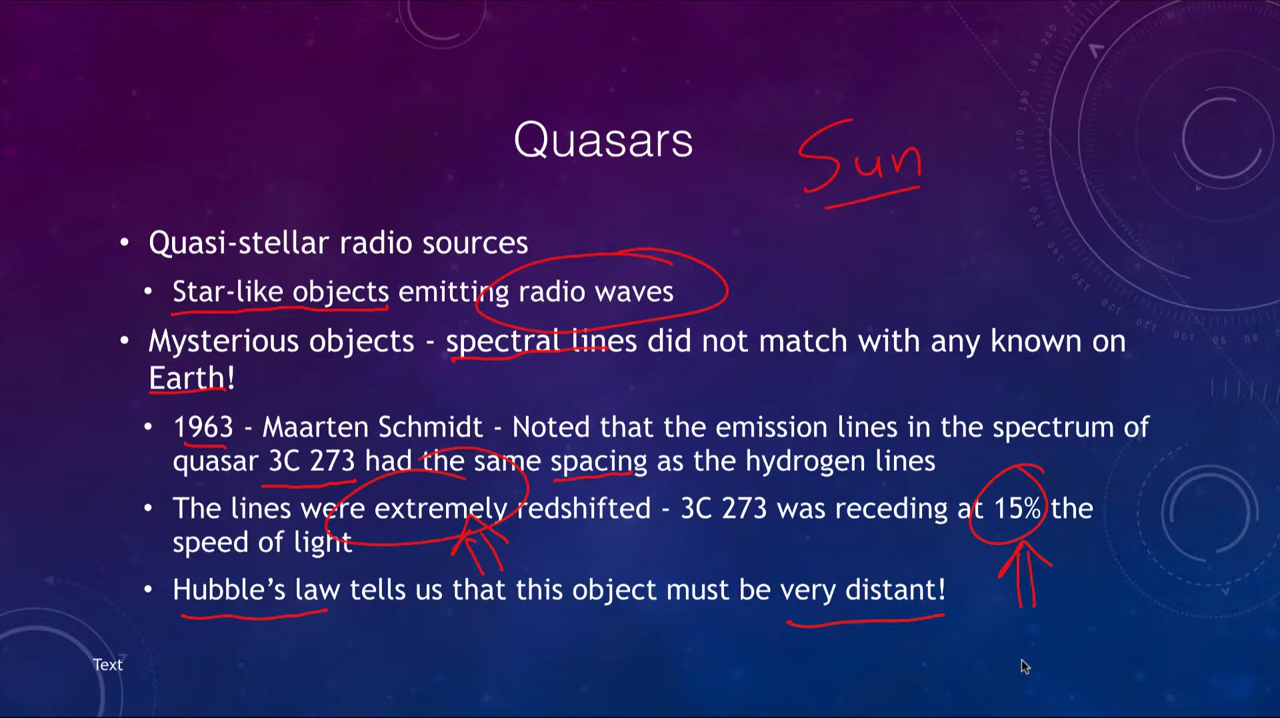 Quasars
Sun
• Quasi-stellar radio sources
• Star-like objects emitting radio waves
• Mysterious objects - spectral lines did not match with any known on
Earth!
• 1963 - Maarten Schmidt - Noted that the emission lines in the spectrum of
quasar 3C 273 had the same spacing as the hydrogen lines
• The lines were extremely redshifted - 3C 273 was receding at 15% the
speed of light
• Hubble's law tells us that this object must be very distant!
Text